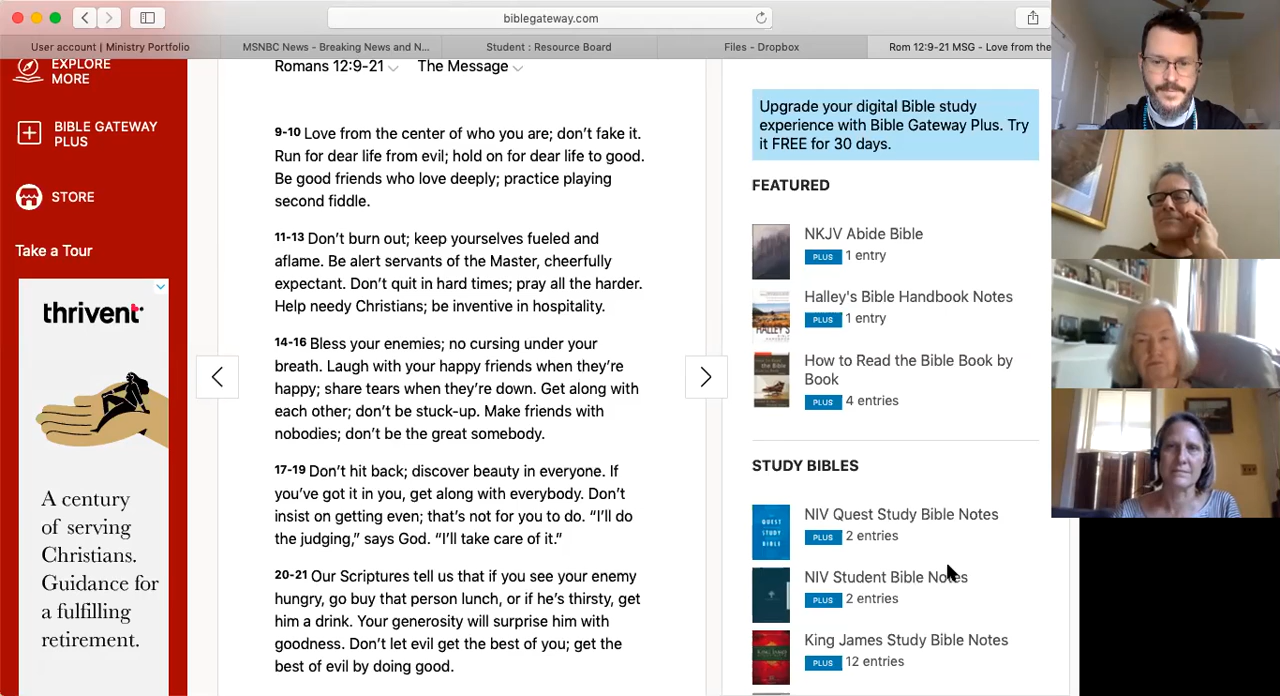 biblegateway.com
User account | Ministry Portfolio
MSNBC News - Breaking News and N...
Student : Resource Board
Files - Dropbox
Rom 12:9-21 MSG - Love from the
EXPLORE
MORE
BIBLE GATEWAY
PLUS
STORE
Take a Tour
thrivent
A century
of serving
Christians.
Guidance for
a fulfilling
retirement.
Romans 12:9-21
The Message
9-10 Love from the center of who you are; don’t fake it.
Run for dear life from evil; hold on for dear life to good.
Be good friends who love deeply; practice playing
second fiddle.
11-13 Don’t burn out; keep yourselves fueled and
aflame. Be alert servants of the Master, cheerfully
expectant. Don’t quit in hard times; pray all the harder.
Help needy Christians; be inventive in hospitality.
14-16 Bless your enemies; no cursing under your
breath. Laugh with your happy friends when they’re
happy; share tears when they’re down. Get along with
each other; don’t be stuck-up. Make friends with
nobodies; don’t be the great somebody.
17-19 Don’t hit back; discover beauty in everyone. If
you’ve got it in you, get along with everybody. Don’t
insist on getting even; that’s not for you to do. “I’ll do
the judging,” says God. “I’ll take care of it.”
20-21 Our Scriptures tell us that if you see your enemy
hungry, go buy that person lunch, or if he’s thirsty, get
him a drink. Your generosity will surprise him with
goodness. Don’t let evil get the best of you; get the
best of evil by doing good.
Upgrade your digital Bible study
experience with Bible Gateway Plus. Try
it FREE for 30 days.
FEATURED
NKJV Abide Bible
PLUS 1 entry
Halley's Bible Handbook Notes
PLUS 1 entry
How to Read the Bible Book by
Book
PLUS 4 entries
STUDY BIBLES
NIV Quest Study Bible Notes
PLUS 2 entries
QUEST
STUDY
BIBLE
NIV Student Bible Notes
PLUS 2 entries
King James Study Bible Notes
PLUS 12 entries